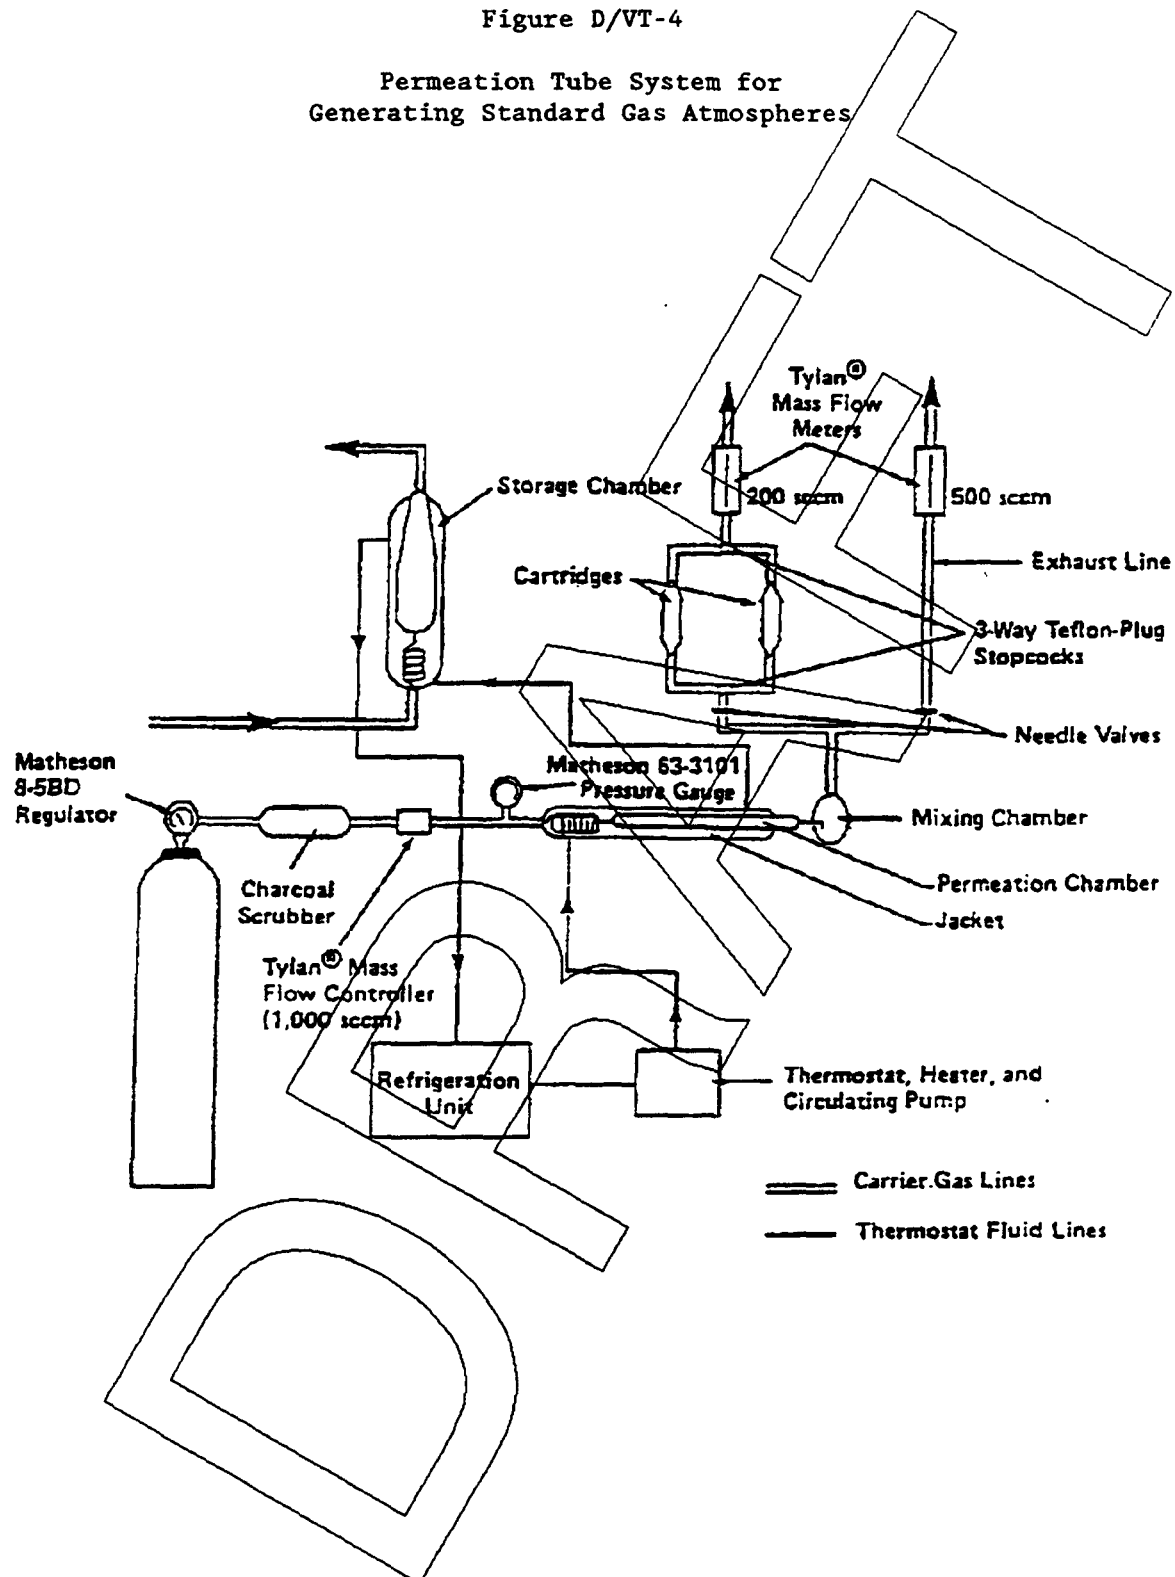 Figure D/VT-4
Permeation Tube System for
Generating Standard Gas Atmospheres
Tylan®
Mass Flow
Meters
200 sccm
500 sccm
Storage Chamber
Cartridges
Exhaust Line
3-Way Teflon-Plug
Stopcocks
Needle Valves
Matheson
8-5BD
Regulator
Matheson 63-3101
Pressure Gauge
Mixing Chamber
Charcoal
Scrubber
Permeation Chamber
Jacket
Tylan® Mass
Flow Controller
(1,000 sccm)
Refrigeration
Unit
Thermostat, Heater, and
Circulating Pump
Carrier.Gas Lines
Thermostat Fluid Lines
DRAFT